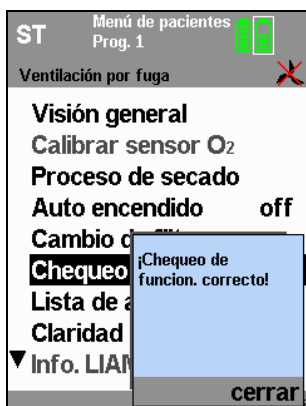 ST
Menú de pacientes
Prog. 1
Ventilación por fuga
Visión general
Calibrar sensor O₂
Proceso de secado
Auto encendido off
Cambio d
Chequeo
Lista de a
Claridad
Info. LIAM
¡Chequeo de
funcion. correcto!
cerrar